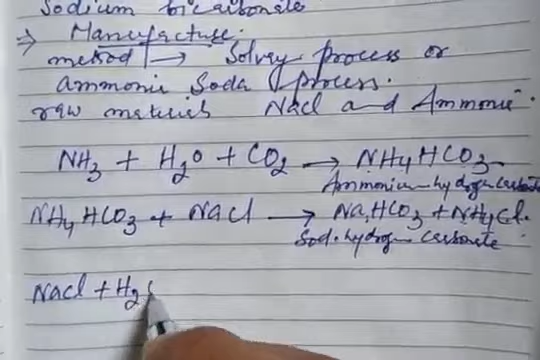 Sodium bicarbonate
⇒ Manufacture.
method → Solvay process or
ammonia Soda process.
raw materials NaCl and Ammonia.
NH3 + H2O + CO2 → NH4HCO3
Ammonium hydrogen carbonate
NH4HCO3 + NaCl → NaHCO3 + NH4Cl.
Sod. hydrogen carbonate
NaCl + H2